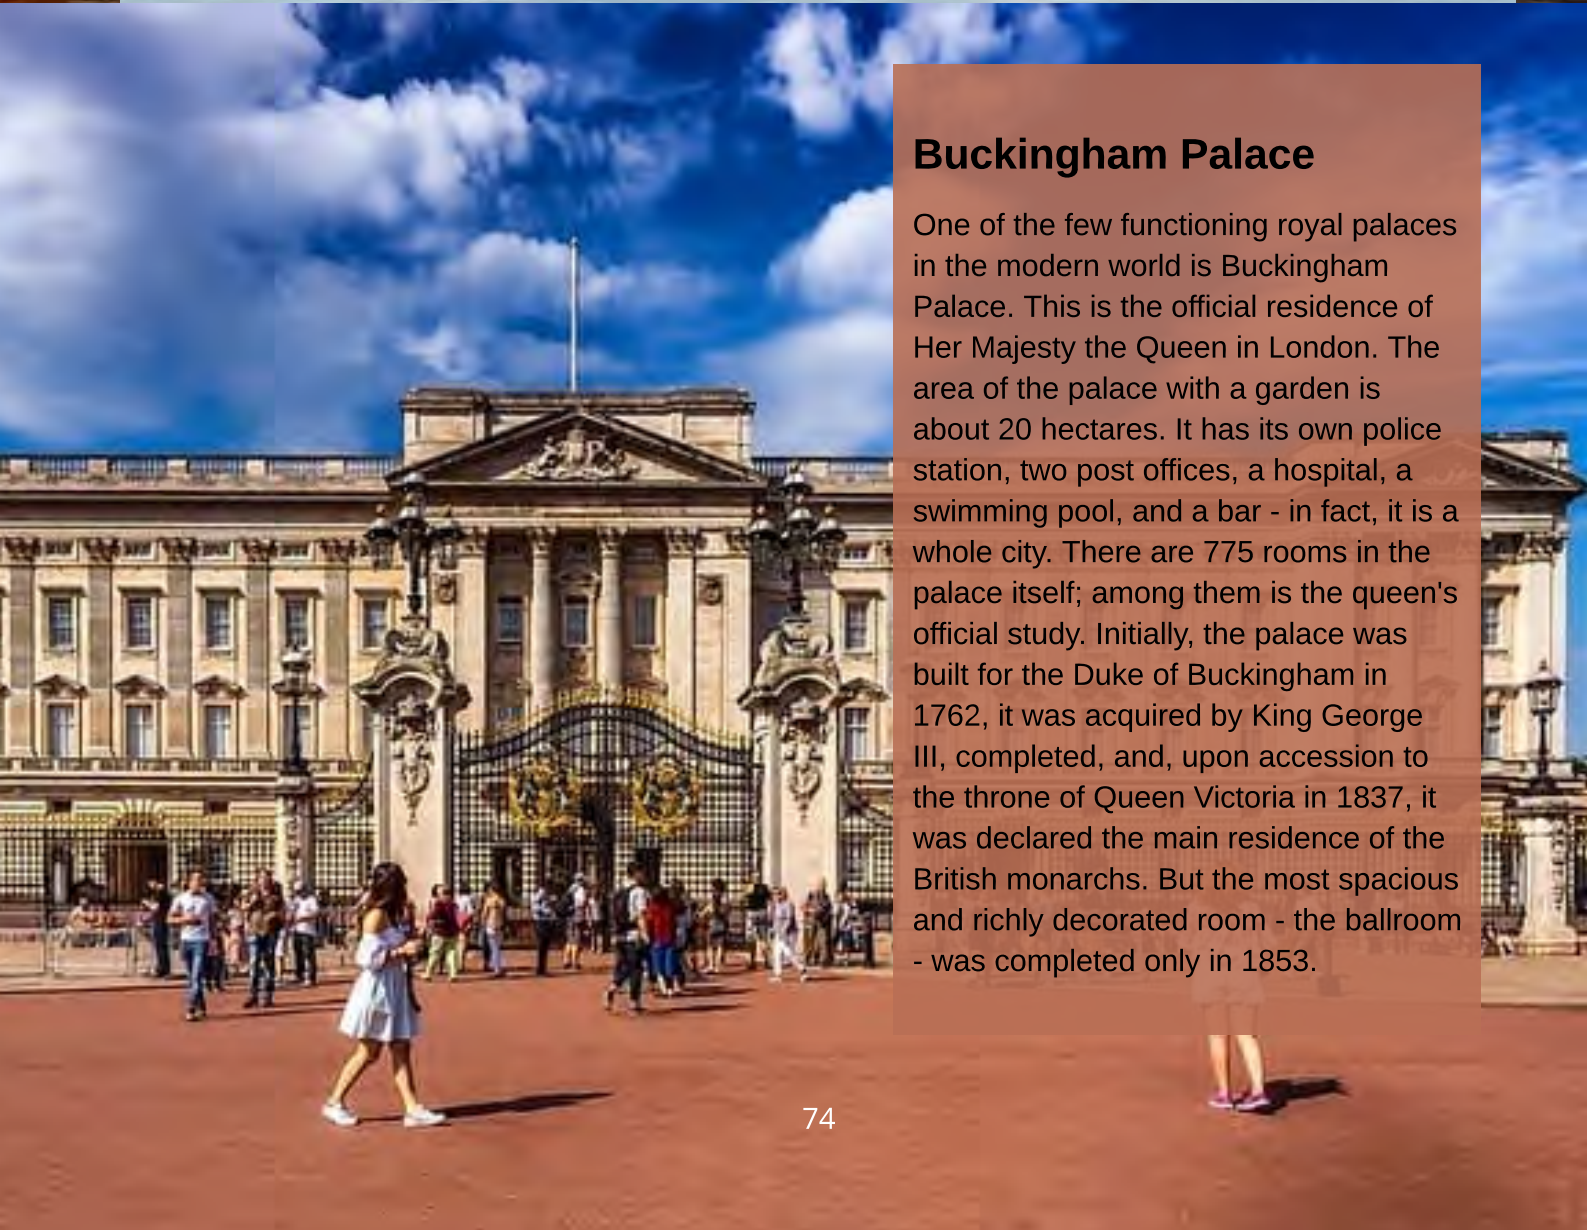 Buckingham Palace
One of the few functioning royal palaces
in the modern world is Buckingham
Palace. This is the official residence of
Her Majesty the Queen in London. The
area of the palace with a garden is
about 20 hectares. It has its own police
station, two post offices, a hospital, a
swimming pool, and a bar - in fact, it is a
whole city. There are 775 rooms in the
palace itself; among them is the queen's
official study. Initially, the palace was
built for the Duke of Buckingham in
1762, it was acquired by King George
III, completed, and, upon accession to
the throne of Queen Victoria in 1837, it
was declared the main residence of the
British monarchs. But the most spacious
and richly decorated room - the ballroom
- was completed only in 1853.
74